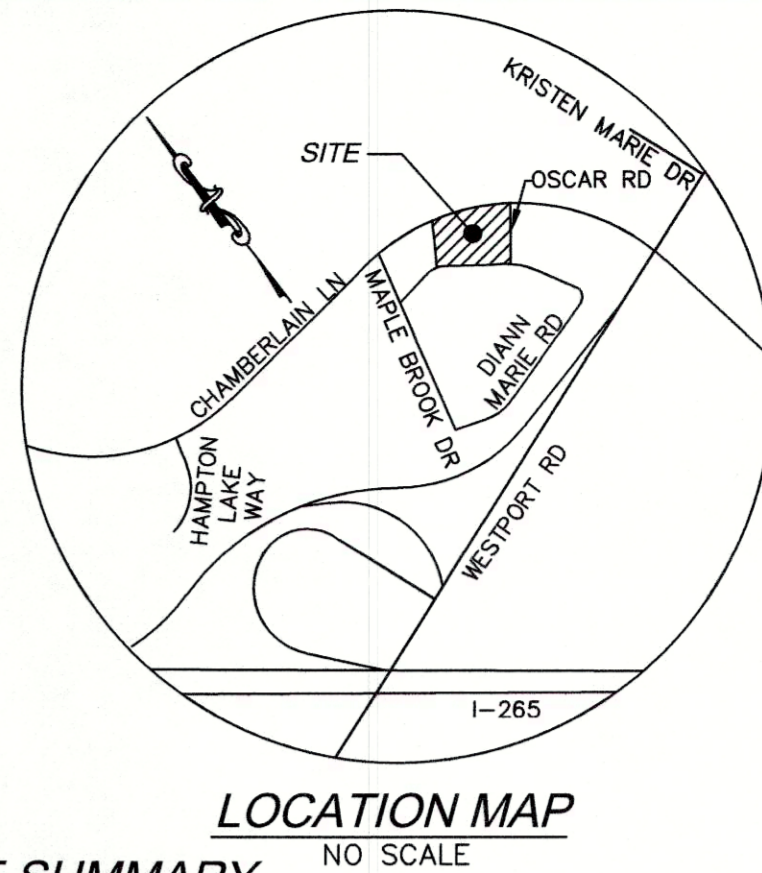 KRISTEN MARIE DR
SITE
OSCAR RD
CHAMBERLAIN LN
MAPLE BROOK DR
DIANN
MARIE RD
HAMPTON
LAKE
WAY
WESTPORT RD
I-265
LOCATION MAP
NO SCALE
SUMMARY